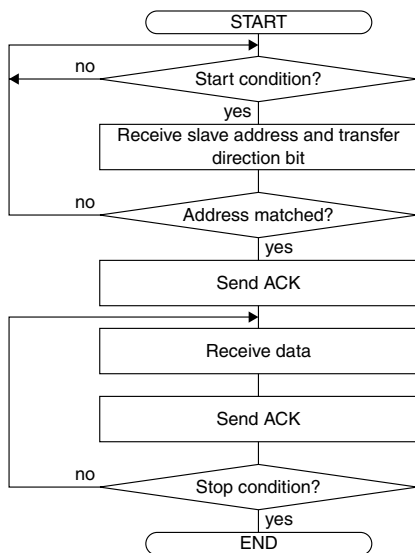 START
no
Start condition?
yes
Receive slave address and transfer
direction bit
no
Address matched?
yes
Send ACK
Receive data
Send ACK
no
Stop condition?
yes
END